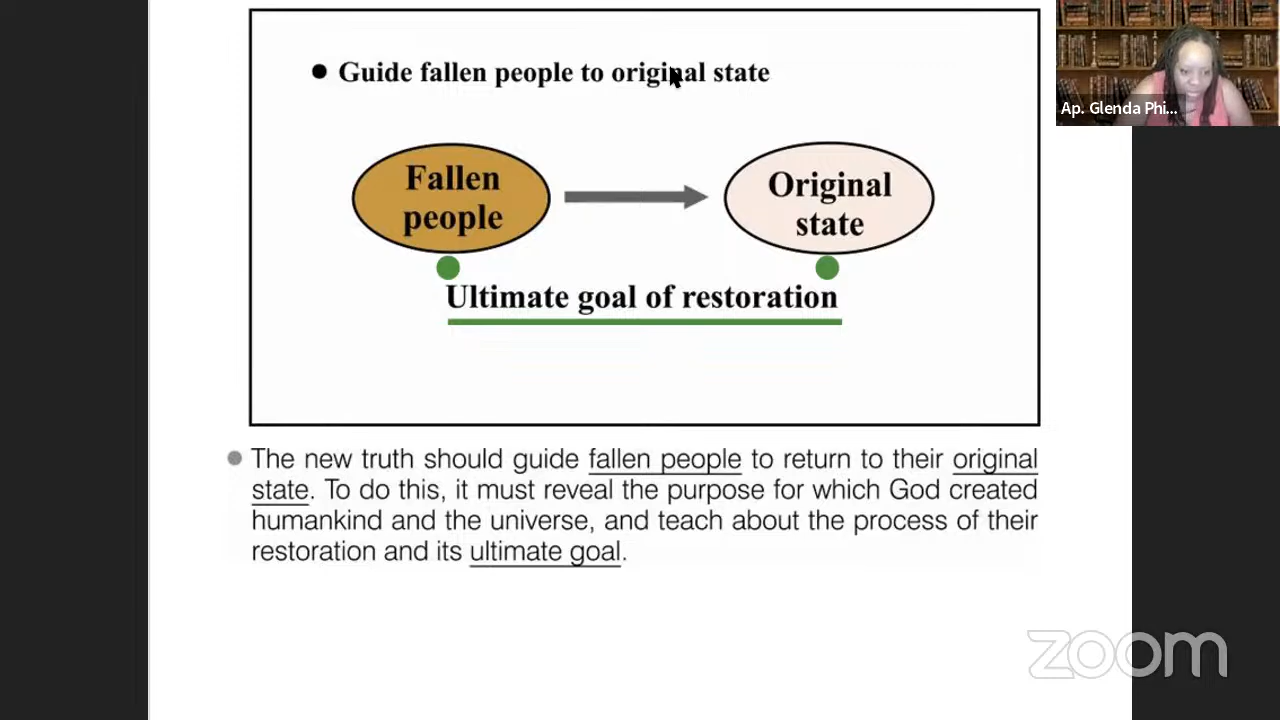 ● Guide fallen people to original state
Fallen
people
Original
state
Ultimate goal of restoration
● The new truth should guide fallen people to return to their original
state. To do this, it must reveal the purpose for which God created
humankind and the universe, and teach about the process of their
restoration and its ultimate goal.
Ap. Glenda Phi...
zoom